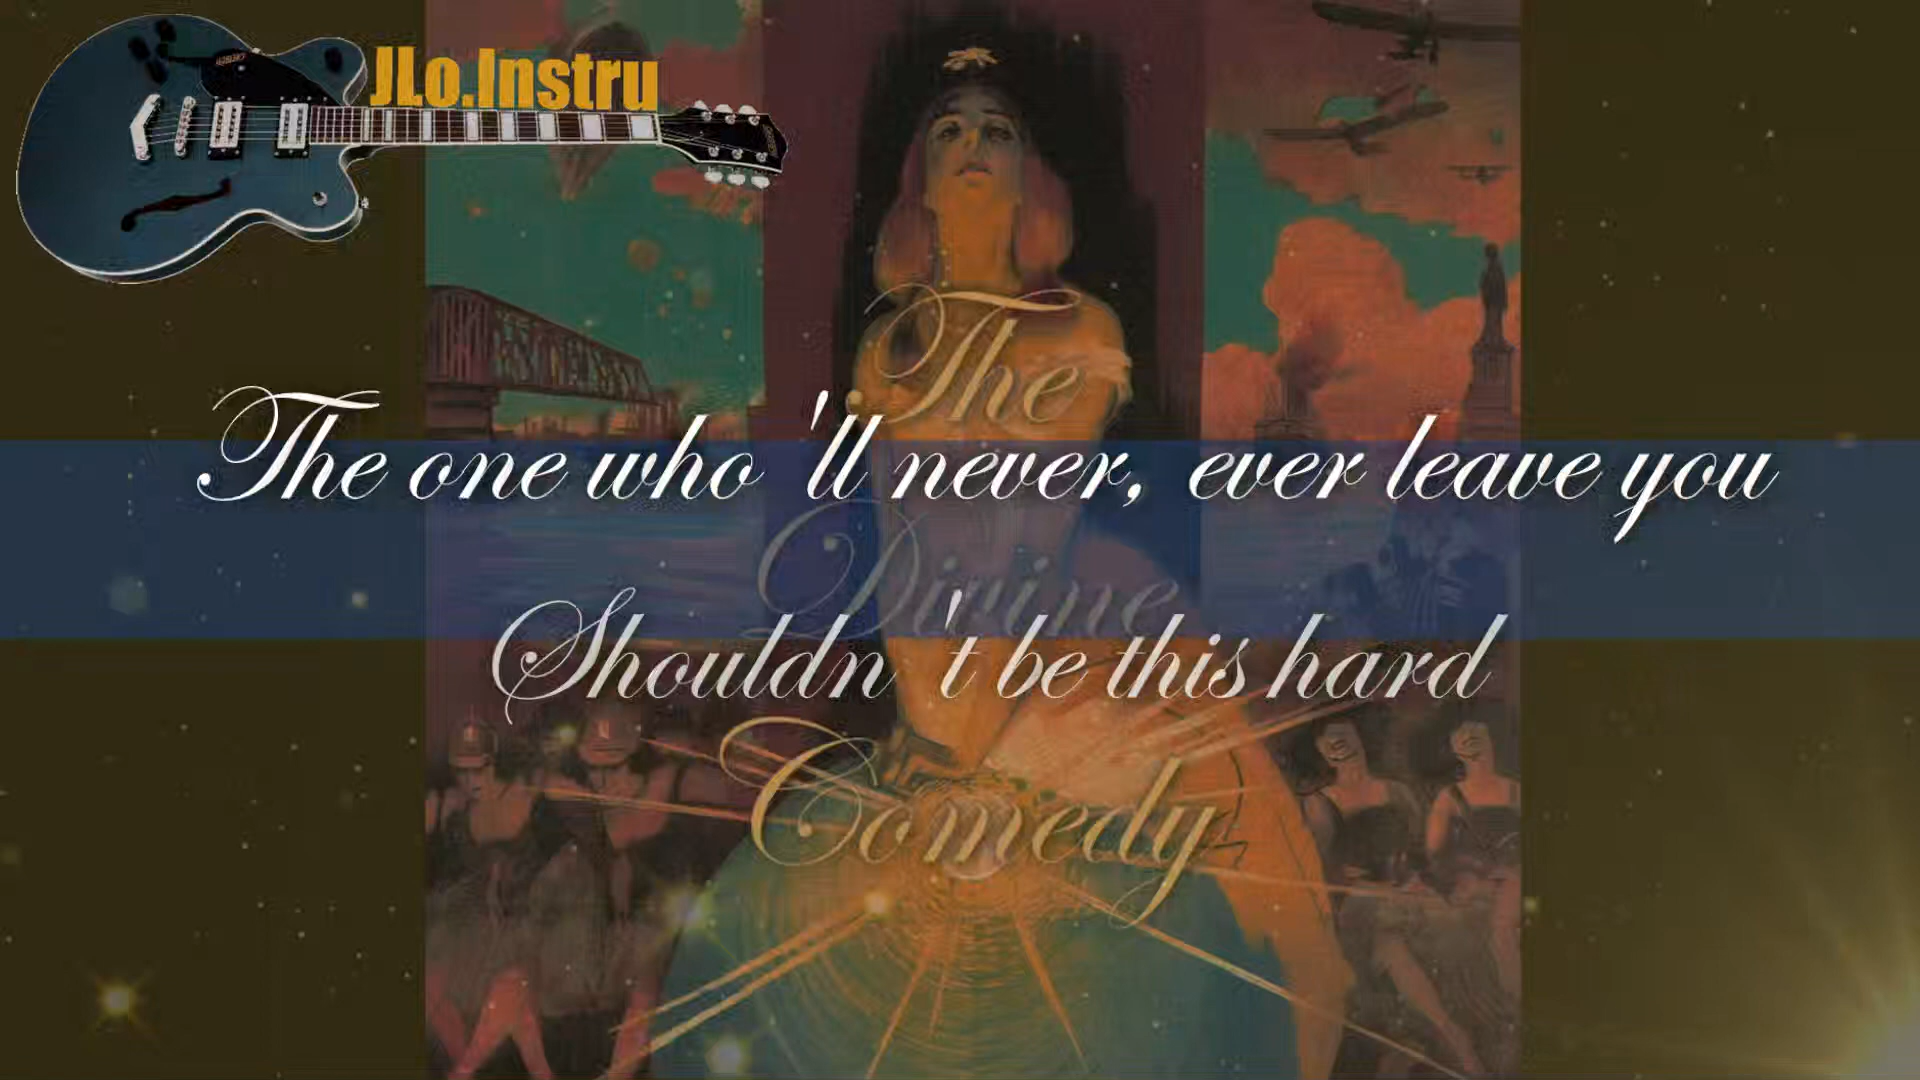 JLo.Instru
The
The one who'll never, ever leave you
Divine
Shouldn't be this hard
Comedy